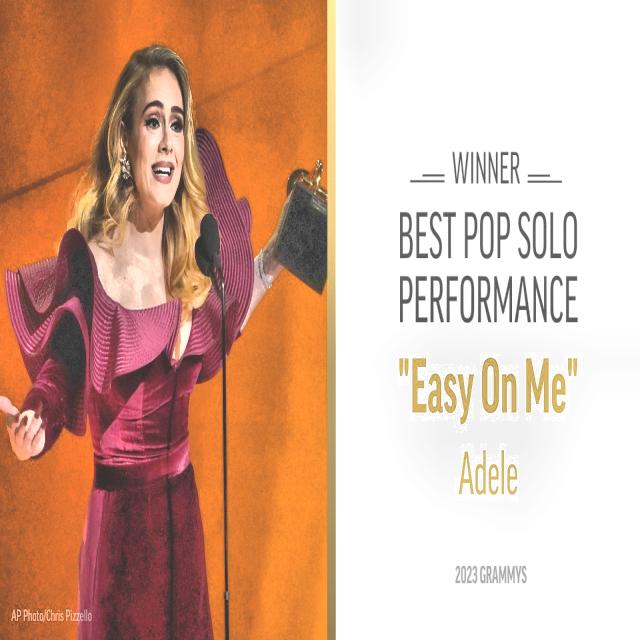 WINNER
BEST POP SOLO
PERFORMANCE
"Easy On Me"
Adele
2023 GRAMMYS
AP Photo/Chris Pizzello